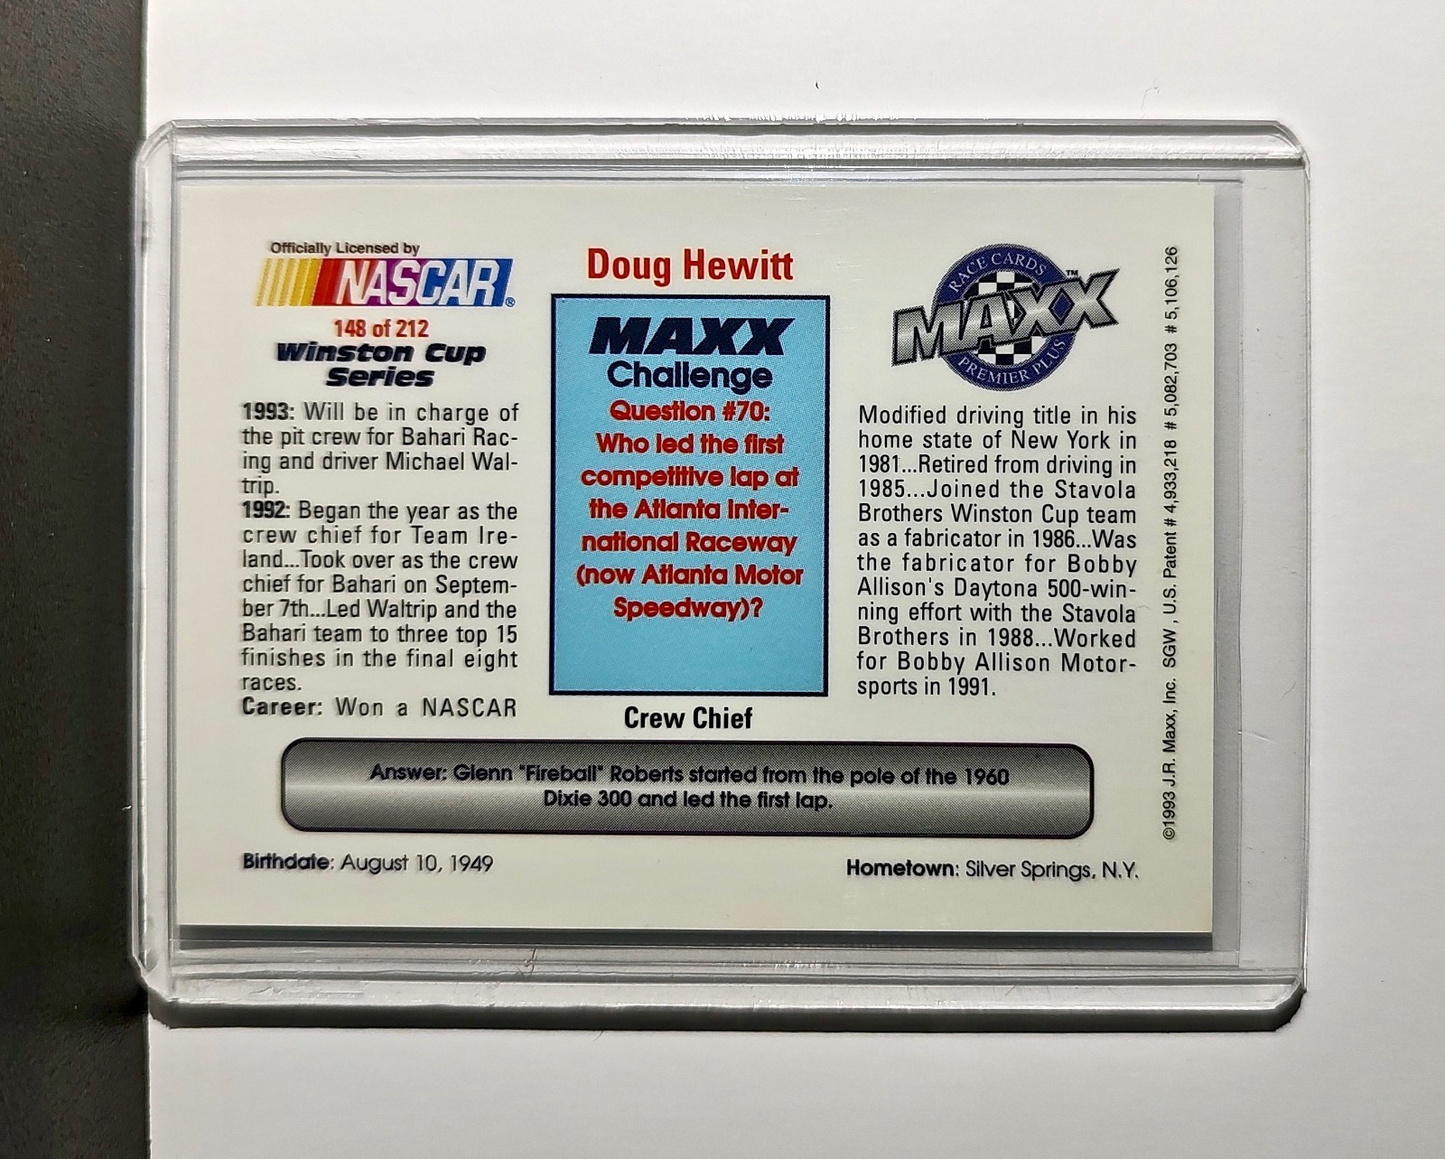 Officially Licensed by
NASCAR®
148 of 212
Winston Cup
Series
1993: Will be in charge of
the pit crew for Bahari Rac-
ing and driver Michael Wal-
trip.
1992: Began the year as the
crew chief for Team Ire-
land...Took over as the crew
chief for Bahari on Septem-
ber 7th...Led Waltrip and the
Bahari team to three top 15
finishes in the final eight
races.
Career: Won a NASCAR
Doug Hewitt
MAXX
Challenge
Question #70:
Who led the first
competitive lap at
the Atlanta Inter-
national Raceway
(now Atlanta Motor
Speedway)?
Crew Chief
RACE CARDS
MAXX™
PREMIER PLUS
Modified driving title in his
home state of New York in
1981...Retired from driving in
1985...Joined the Stavola
Brothers Winston Cup team
as a fabricator in 1986...Was
the fabricator for Bobby
Allison's Daytona 500-win-
ning effort with the Stavola
Brothers in 1988...Worked
for Bobby Allison Motor-
sports in 1991.
Answer: Glenn "Fireball" Roberts started from the pole of the 1960
Dixie 300 and led the first lap.
Birthdate: August 10, 1949
Hometown: Silver Springs, N.Y.
©1993 J.R. Maxx, Inc. SGW , U.S. Patent # 4,933,218 # 5,082,703 # 5,106,126